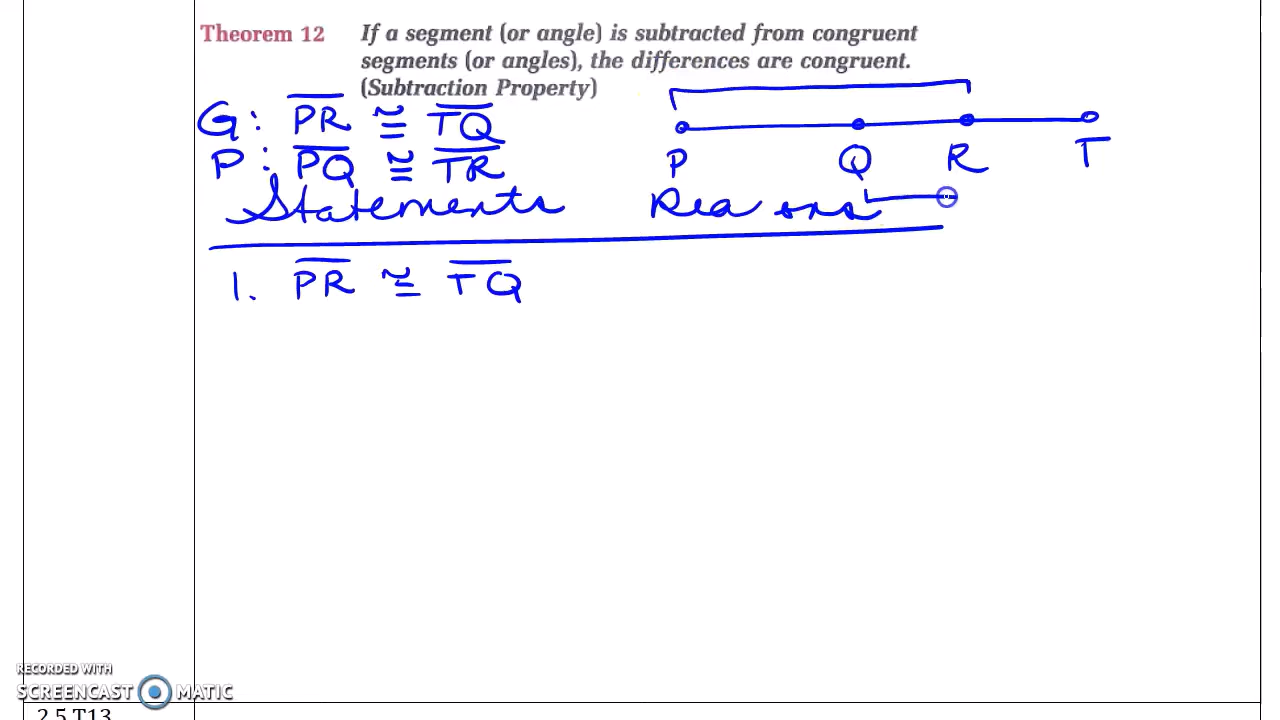 Theorem 12 If a segment (or angle) is subtracted from congruent
segments (or angles), the differences are congruent.
(Subtraction Property)
G: PR ≅ TQ
P: PQ ≅ TR
P Q R T
Statements Reasons
1. PR ≅ TQ
RECORDED WITH
SCREENCAST MATIC
2.5 T13